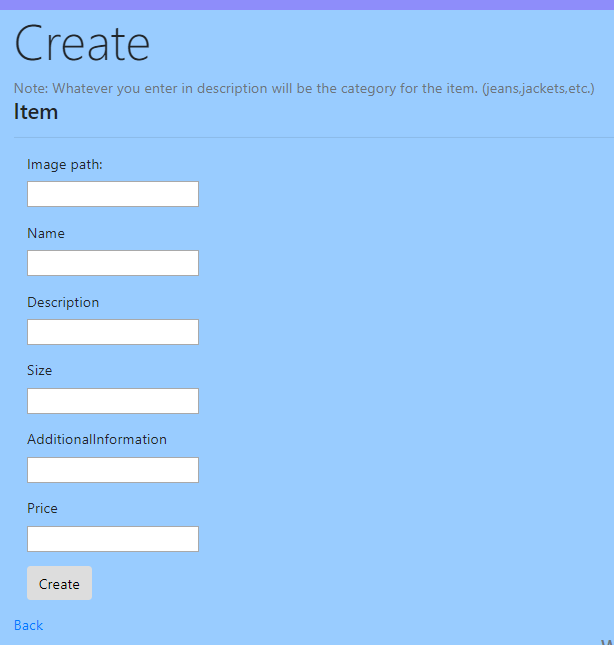 Create
Note: Whatever you enter in description will be the category for the item. (jeans,jackets,etc.)
Item
Image path:
Name
Description
Size
AdditionalInformation
Price
Create
Back